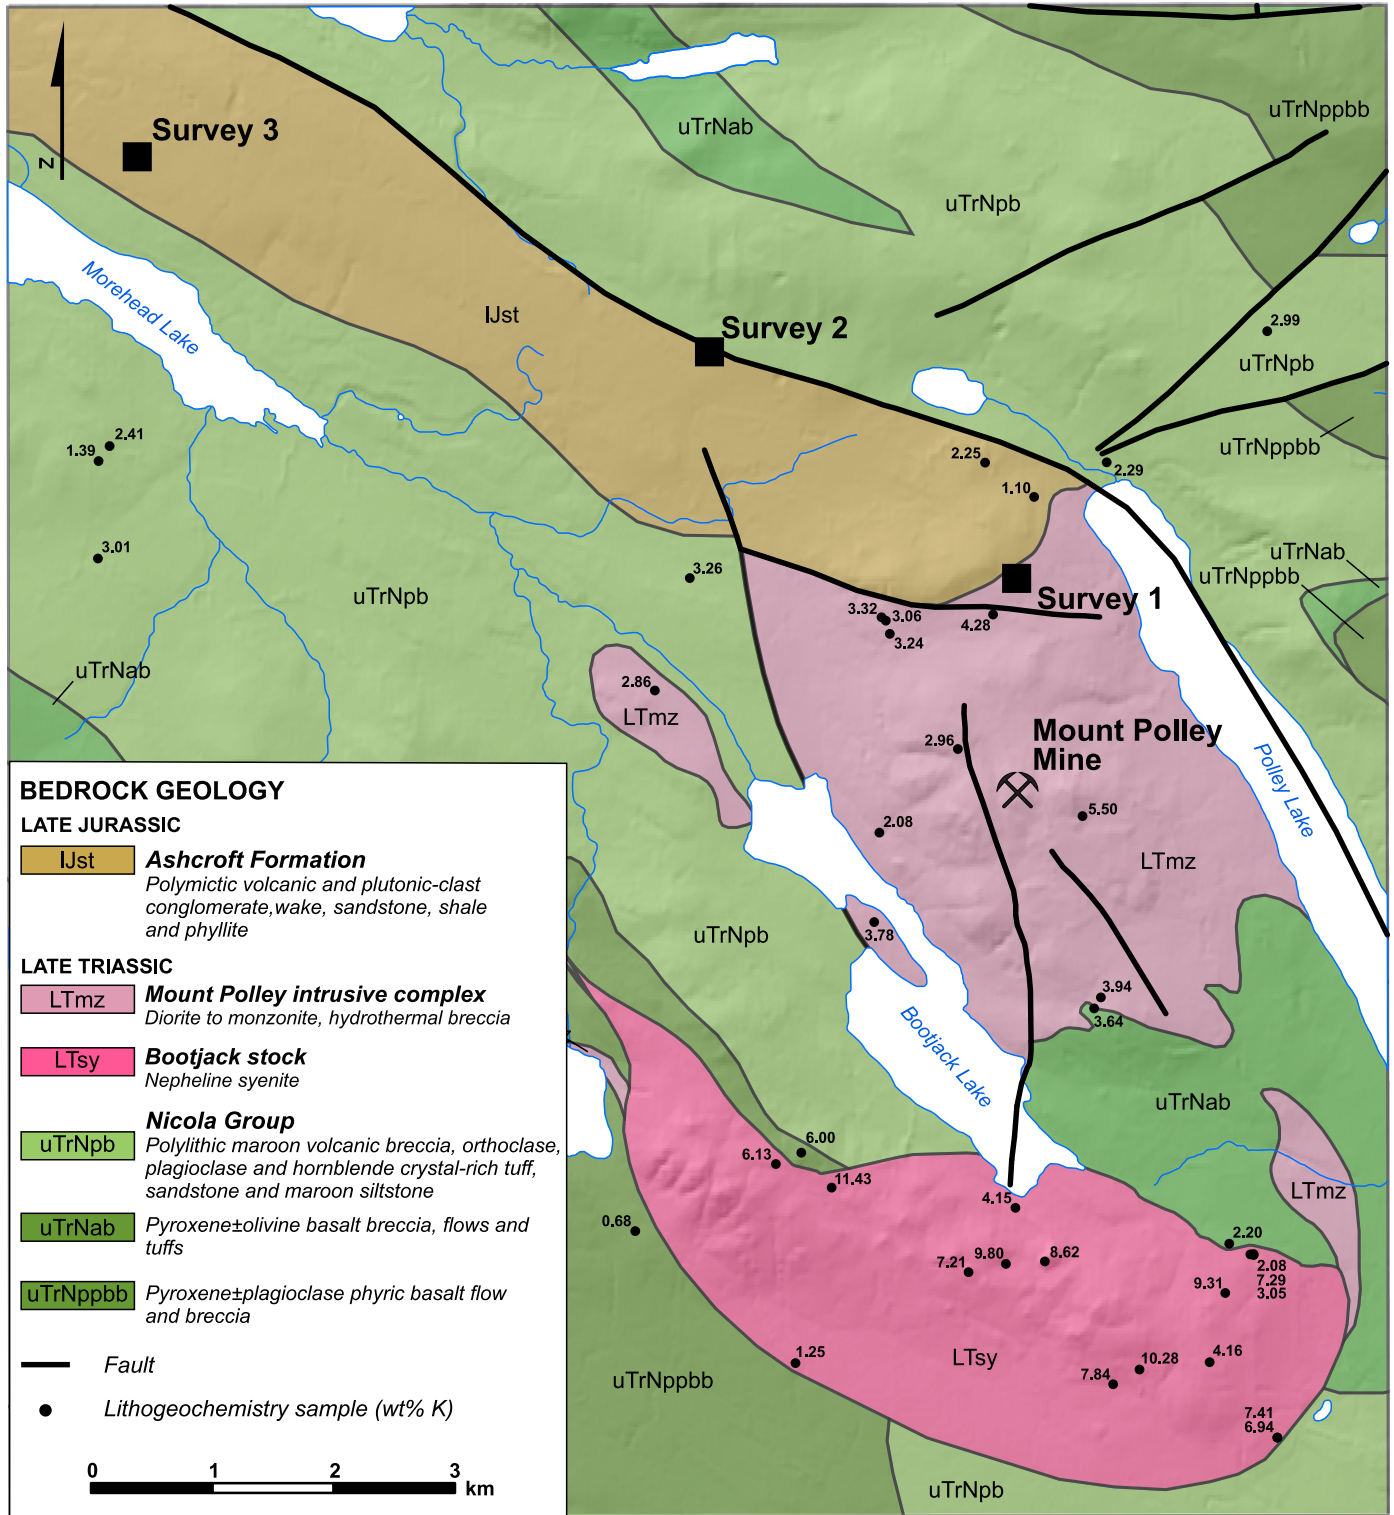 uTrNppbb
Survey 3
uTrNab
N
uTrNpb
Morehead Lake
IJst
Survey 2
2.99
uTrNpb
2.41
1.39
uTrNppbb
2.25
2.29
1.10
3.01
uTrNab
3.26
uTrNppbb
uTrNpb
Survey 1
3.32
3.06
4.28
3.24
uTrNab
2.86
LTmz
Mount Polley
Mine
2.96
Polley Lake
5.50
2.08
LTmz
3.78
uTrNpb
3.94
3.64
Bootjack Lake
uTrNab
6.00
6.13
11.43
LTmz
4.15
0.68
2.20
9.80
8.62
7.21
2.08
7.29
3.05
9.31
LTsy
1.25
4.16
10.28
7.84
uTrNppbb
7.41
6.94
uTrNpb
BEDROCK GEOLOGY
LATE JURASSIC
IJst
Ashcroft Formation
Polymictic volcanic and plutonic-clast
conglomerate,wake, sandstone, shale
and phyllite
LATE TRIASSIC
LTmz
Mount Polley intrusive complex
Diorite to monzonite, hydrothermal breccia
LTsy
Bootjack stock
Nepheline syenite
Nicola Group
uTrNpb
Polylithic maroon volcanic breccia, orthoclase,
plagioclase and hornblende crystal-rich tuff,
sandstone and maroon siltstone
uTrNab
Pyroxene±olivine basalt breccia, flows and
tuffs
uTrNppbb
Pyroxene±plagioclase phyric basalt flow
and breccia
Fault
Lithogeochemistry sample (wt% K)
0 1 2 3
km